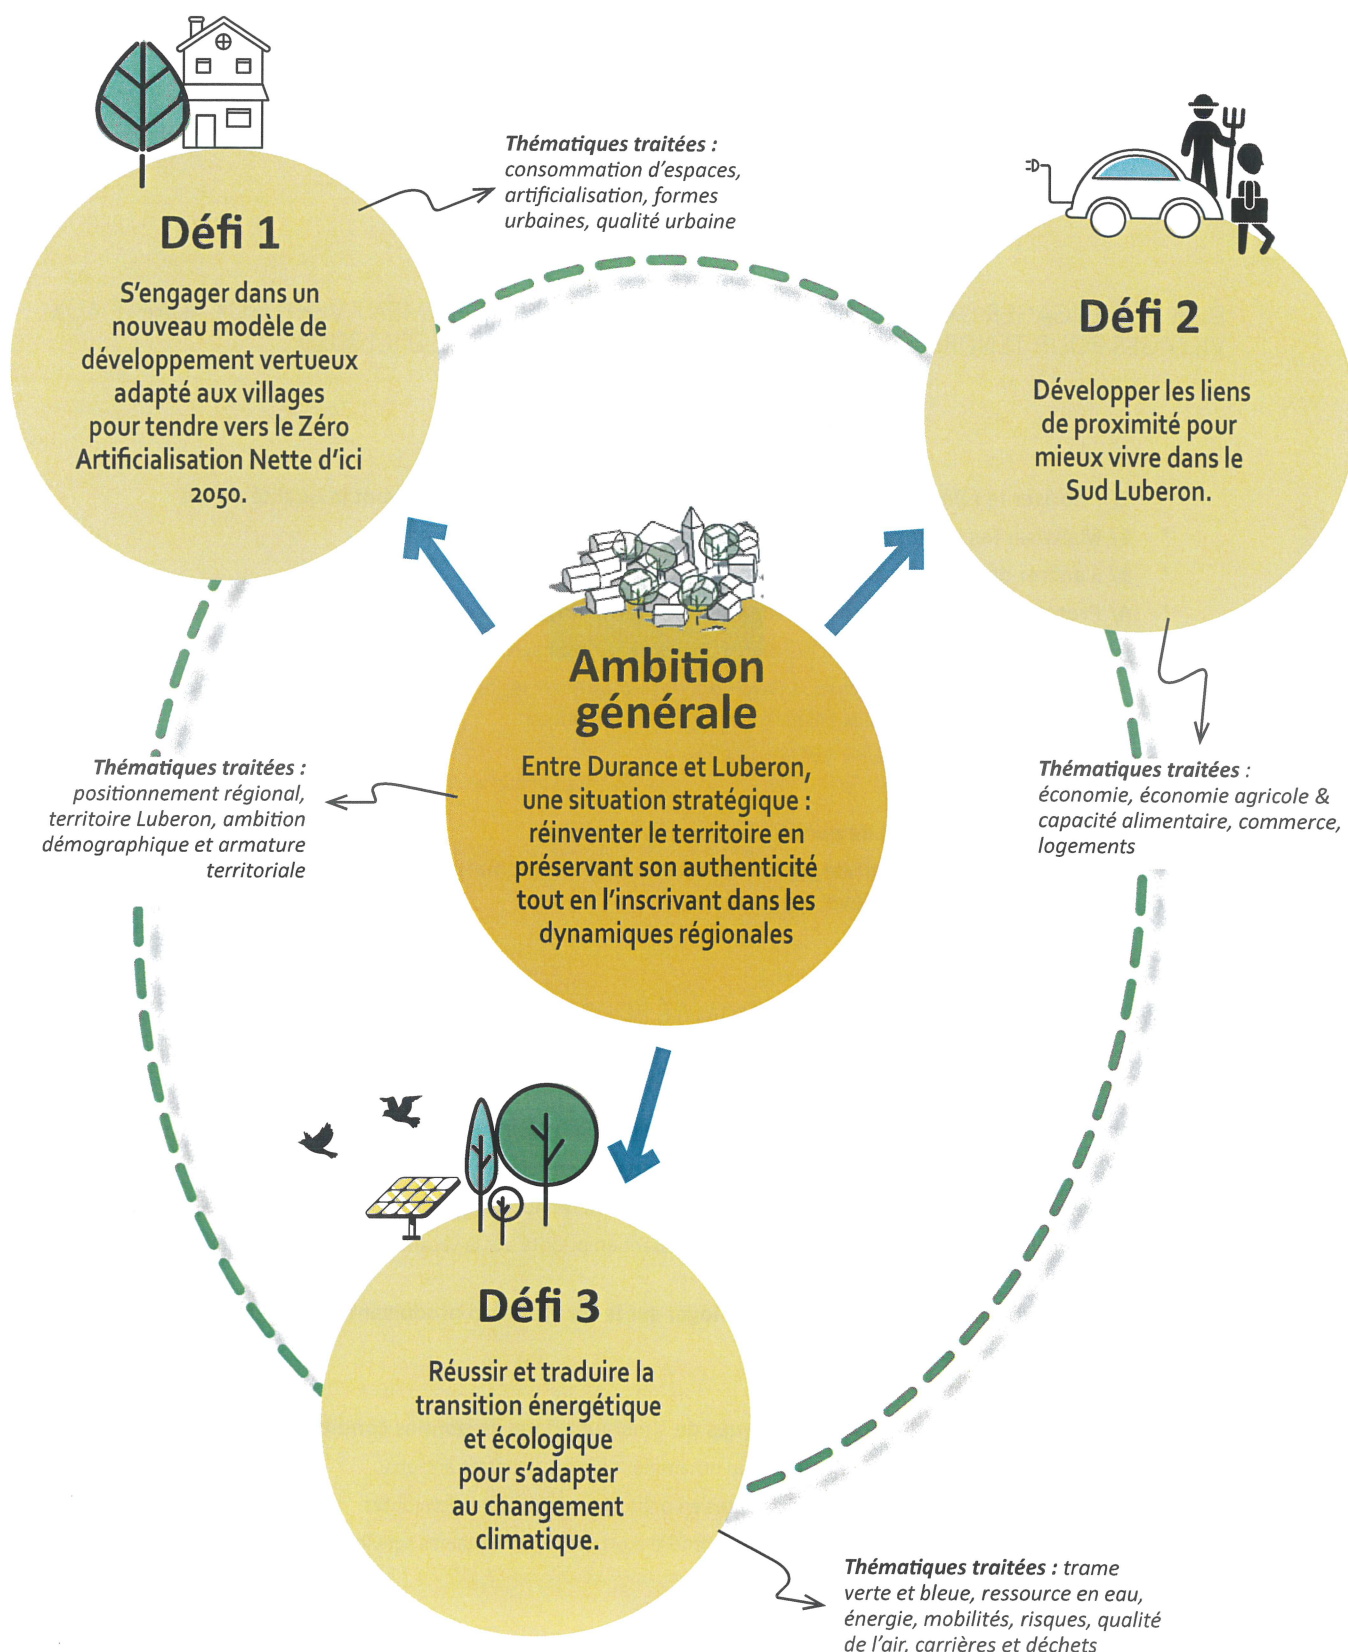 Thématiques traitées :
consommation d'espaces,
artificialisation, formes
urbaines, qualité urbaine
Défi 1
S'engager dans un
nouveau modèle de
développement vertueux
adapté aux villages
pour tendre vers le Zéro
Artificialisation Nette d'ici
2050.
Défi 2
Développer les liens
de proximité pour
mieux vivre dans le
Sud Luberon.
Ambition
générale
Entre Durance et Luberon,
une situation stratégique :
réinventer le territoire en
préservant son authenticité
tout en l'inscrivant dans les
dynamiques régionales
Thématiques traitées :
positionnement régional,
territoire Luberon, ambition
démographique et armature
territoriale
Thématiques traitées :
économie, économie agricole &
capacité alimentaire, commerce,
logements
Défi 3
Réussir et traduire la
transition énergétique
et écologique
pour s'adapter
au changement
climatique.
Thématiques traitées : trame
verte et bleue, ressource en eau,
énergie, mobilités, risques, qualité
de l'air, carrières et déchets